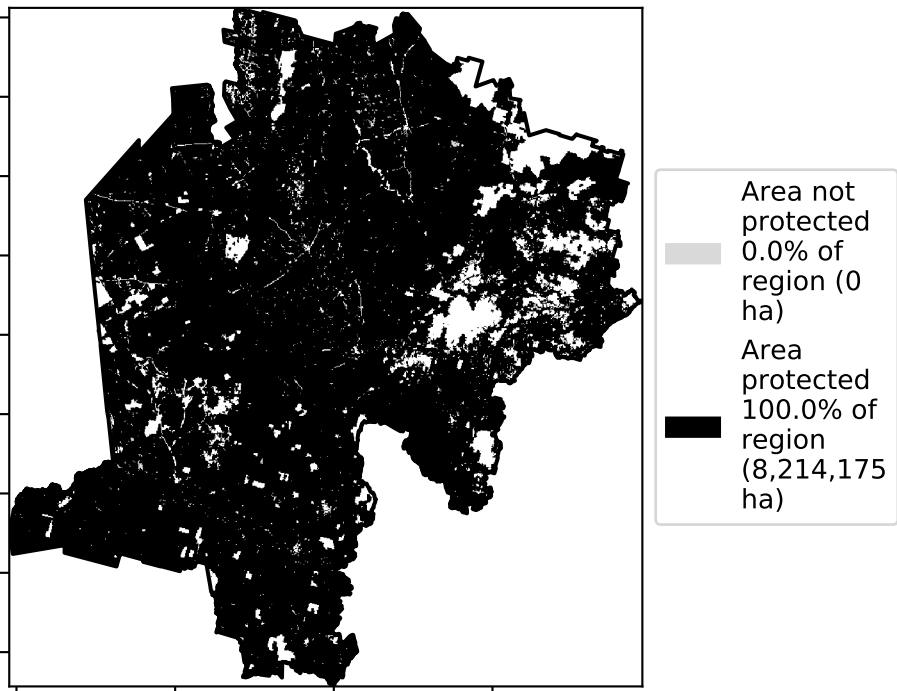 Area not
protected
0.0% of
region (0
ha)
Area
protected
100.0% of
region
(8,214,175
ha)